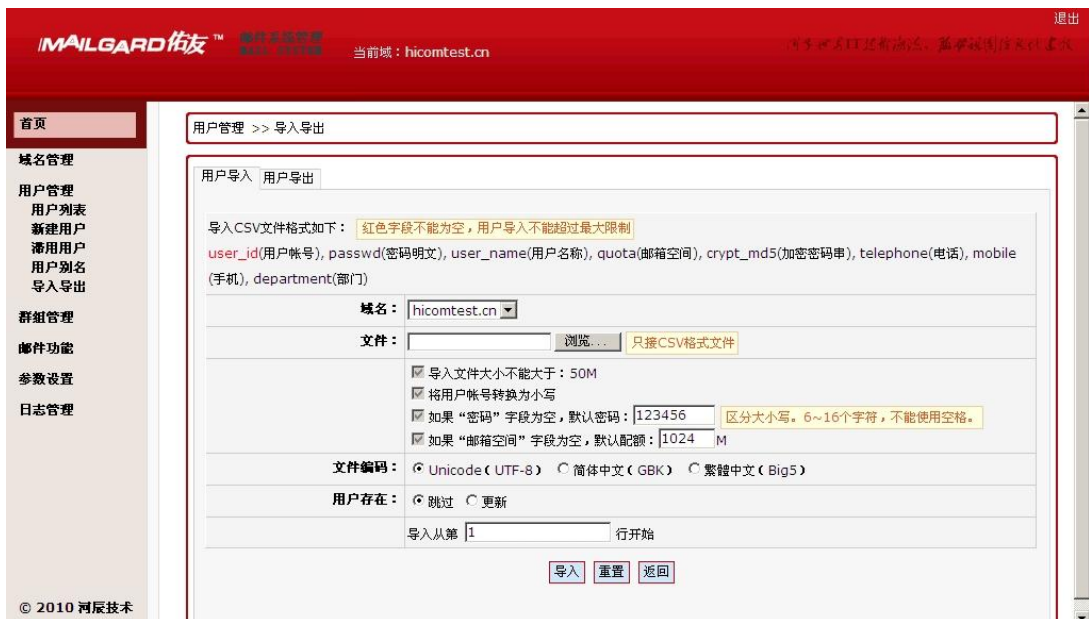 退出
MAILGARD佑友™
当前域：hicomtest.cn
首页
域名管理
用户管理
用户列表
新建用户
滞用用户
用户别名
导入导出
群组管理
邮件功能
参数设置
日志管理
© 2010 河辰技术
用户管理 >> 导入导出
用户导入 用户导出
导入CSV文件格式如下： 红色字段不能为空，用户导入不能超过最大限制
user_id(用户帐号), passwd(密码明文), user_name(用户名称), quota(邮箱空间), crypt_md5(加密密码串), telephone(电话), mobile
(手机), department(部门)
域名： hicomtest.cn
文件： 浏览... 只接CSV格式文件
导入文件大小不能大于：50M
将用户帐号转换为小写
如果“密码”字段为空，默认密码：123456 区分大小写。6~16个字符，不能使用空格。
如果“邮箱空间”字段为空，默认配额：1024 M
文件编码： Unicode（UTF-8） 简体中文（GBK） 繁體中文（Big5）
用户存在： 跳过 更新
导入从第 1 行开始
导入 重置 返回